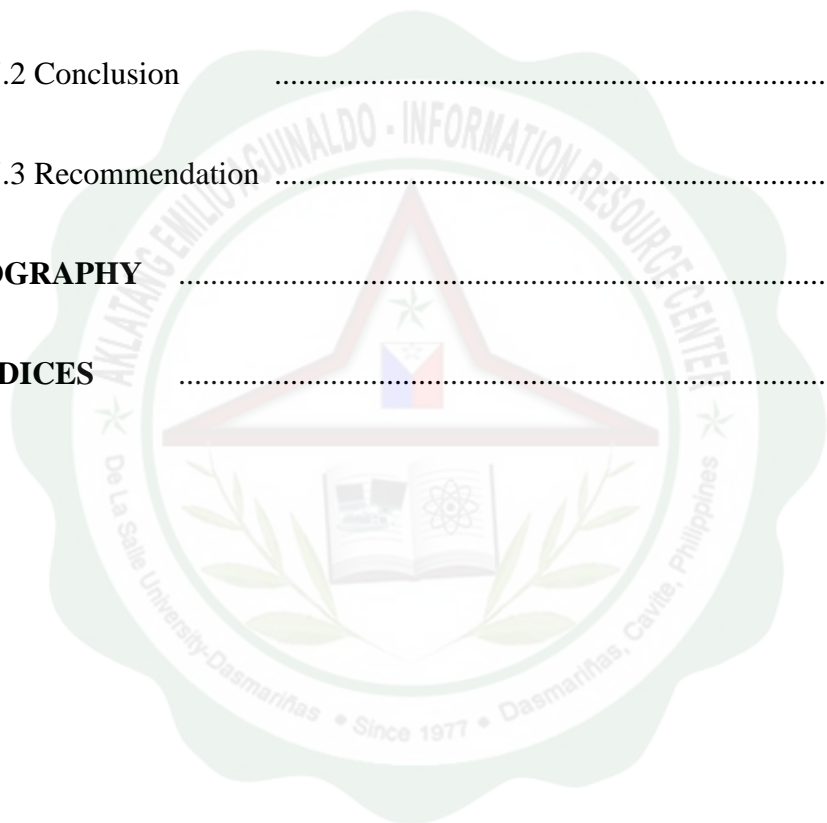 .2 Conclusion ....................................................................
.3 Recommendation ....................................................................
OGRAPHY ................................................................................
DICES ................................................................................
AKLATANG EMILIO AGUINALDO - INFORMATION RESOURCE CENTER
De La Salle University-Dasmariñas • Since 1977 • Dasmariñas, Cavite, Philippines